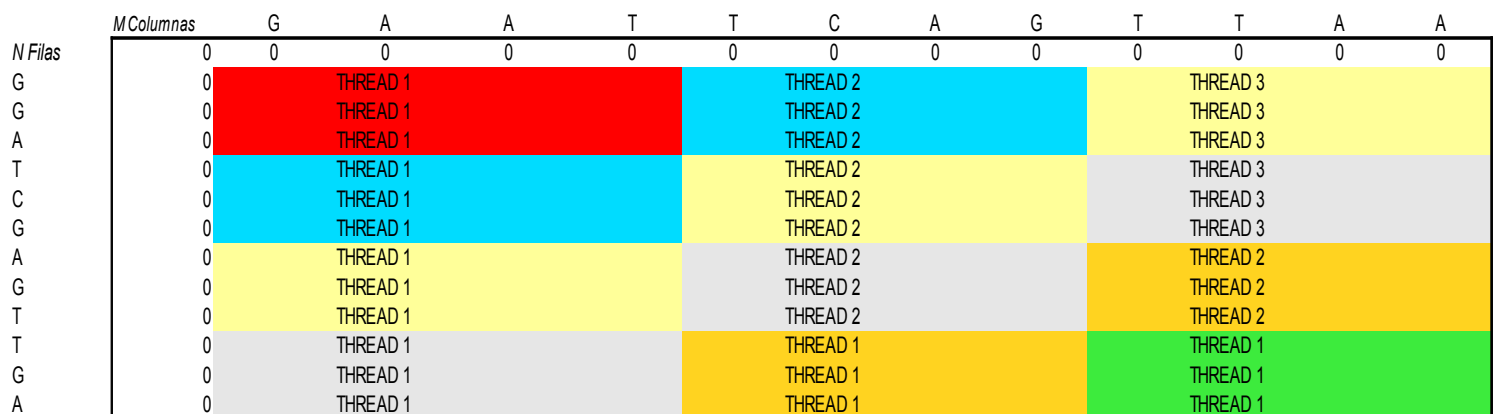 M Columnas G A A T T C A G T T A A
N Filas 0 0 0 0 0 0 0 0 0 0 0 0 0
G 0 THREAD 1 THREAD 2 THREAD 3
G 0 THREAD 1 THREAD 2 THREAD 3
A 0 THREAD 1 THREAD 2 THREAD 3
T 0 THREAD 1 THREAD 2 THREAD 3
C 0 THREAD 1 THREAD 2 THREAD 3
G 0 THREAD 1 THREAD 2 THREAD 3
A 0 THREAD 1 THREAD 2 THREAD 2
G 0 THREAD 1 THREAD 2 THREAD 2
T 0 THREAD 1 THREAD 2 THREAD 2
T 0 THREAD 1 THREAD 1 THREAD 1
G 0 THREAD 1 THREAD 1 THREAD 1
A 0 THREAD 1 THREAD 1 THREAD 1